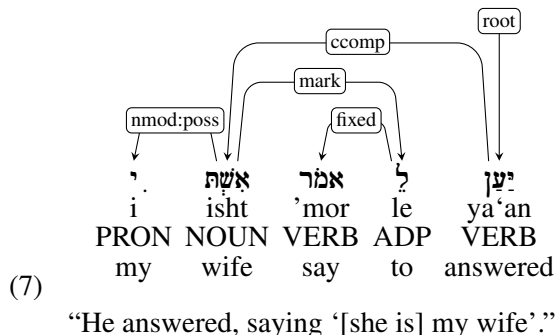 root
ccomp
mark
nmod:poss fixed
יַּעַן לֵ אמֹר אִשְׁתּ ִי
i isht 'mor le ya‘an
PRON NOUN VERB ADP VERB
my wife say to answered
(7)
“He answered, saying ‘[she is] my wife’.”